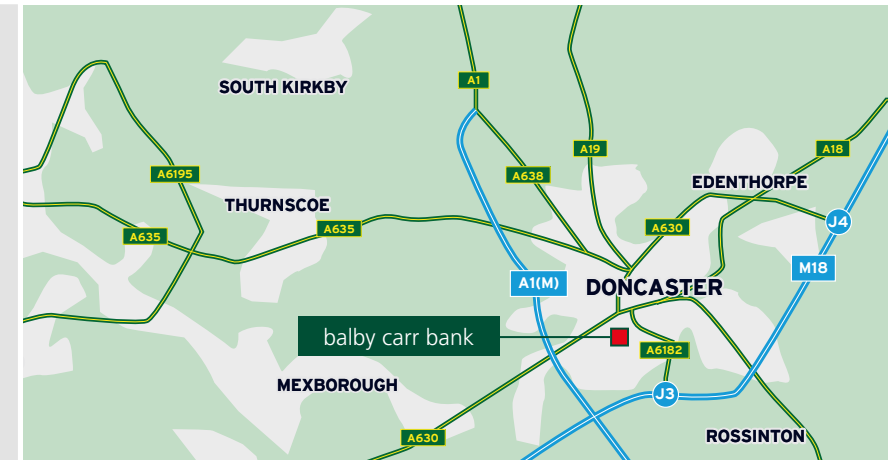 SOUTH KIRKBY
A1
A19
A18
A6195
A638
EDENTHORPE
THURNSCOE
A635
A635
A630
J4
M18
A1(M)
DONCASTER
balby carr bank
A6182
MEXBOROUGH
J3
A630
ROSSINTON